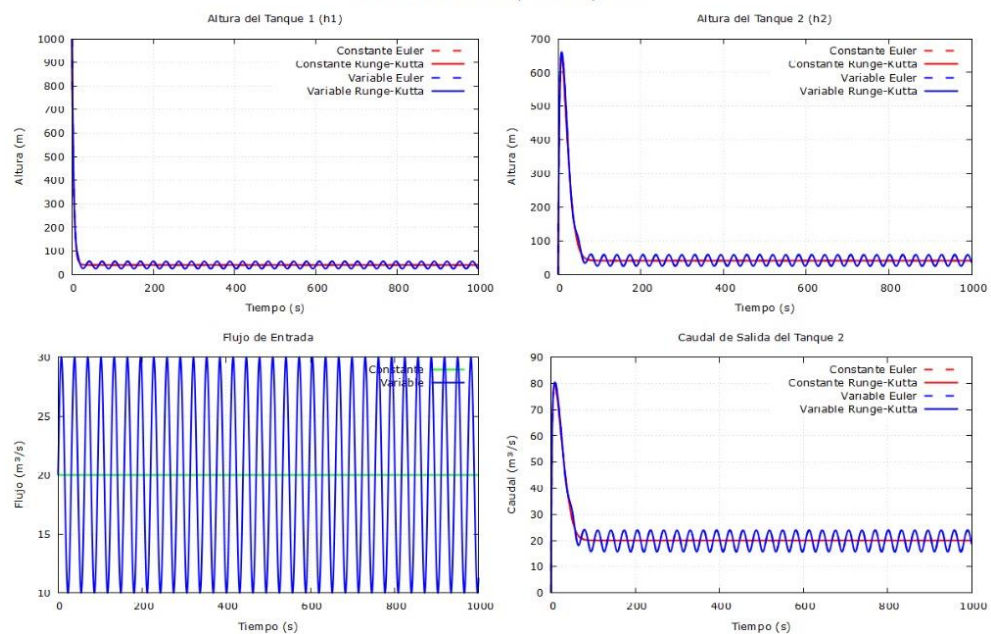 Altura del Tanque 1 (h1)
Constante Euler
Constante Runge-Kutta
Variable Euler
Variable Runge-Kutta
Altura (m)
1000
900
800
700
600
500
400
300
200
100
0
0 200 400 600 800 1000
Tiempo (s)
Altura del Tanque 2 (h2)
Constante Euler
Constante Runge-Kutta
Variable Euler
Variable Runge-Kutta
Altura (m)
700
600
500
400
300
200
100
0
0 200 400 600 800 1000
Tiempo (s)
Flujo de Entrada
Constante
Variable
Flujo (m³/s)
30
25
20
15
10
0 200 400 600 800 1000
Tiempo (s)
Caudal de Salida del Tanque 2
Constante Euler
Constante Runge-Kutta
Variable Euler
Variable Runge-Kutta
Caudal (m³/s)
90
80
70
60
50
40
30
20
10
0
0 200 400 600 800 1000
Tiempo (s)